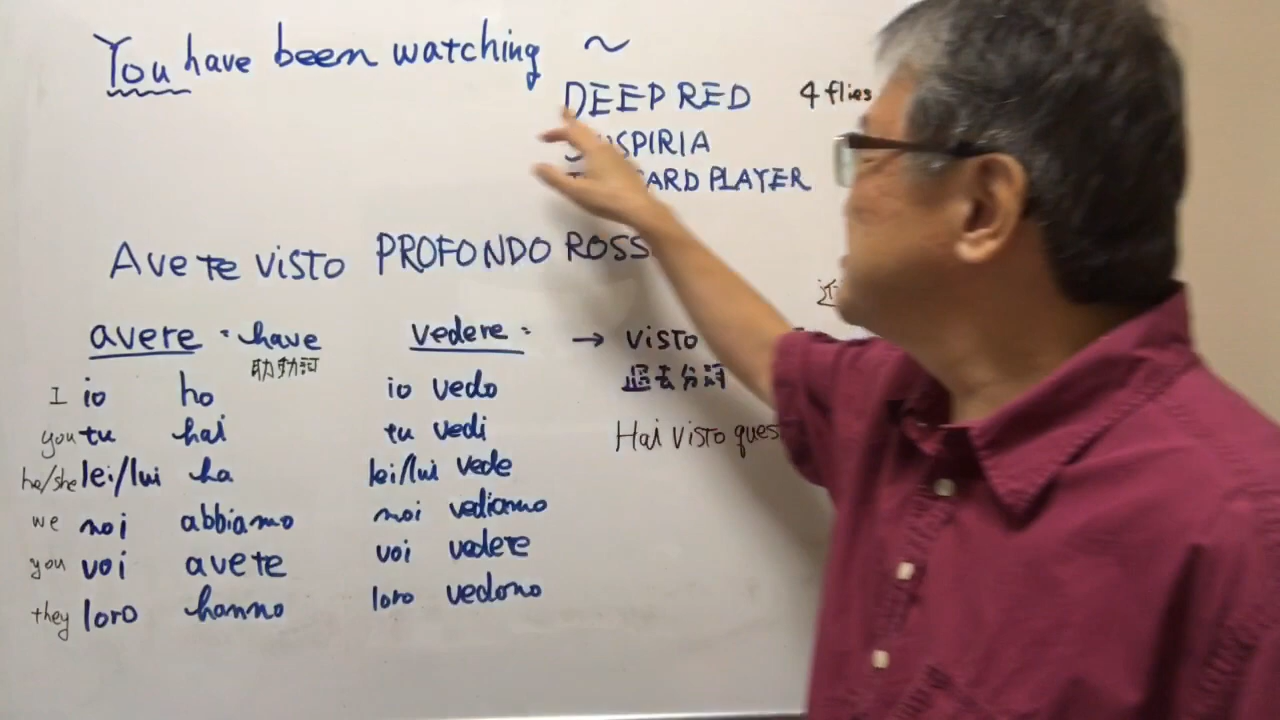 You have been watching ~
DEEP RED 4 flies
SUSPIRIA
CARD PLAYER
Avete visto PROFONDO ROSS
avere = have vedere = → visto
助動詞 過去分詞
I io ho io vedo
you tu hai tu vedi Hai visto ques
he/she lei/lui ha lei/lui vede
we noi abbiamo noi vediamo
you voi avete voi vedere
they loro hanno loro vedono